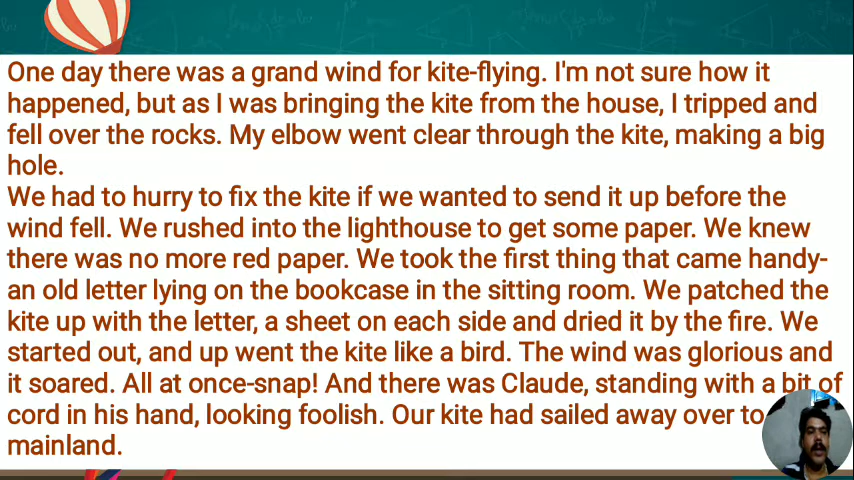 One day there was a grand wind for kite-flying. I'm not sure how it
happened, but as I was bringing the kite from the house, I tripped and
fell over the rocks. My elbow went clear through the kite, making a big
hole.
We had to hurry to fix the kite if we wanted to send it up before the
wind fell. We rushed into the lighthouse to get some paper. We knew
there was no more red paper. We took the first thing that came handy-
an old letter lying on the bookcase in the sitting room. We patched the
kite up with the letter, a sheet on each side and dried it by the fire. We
started out, and up went the kite like a bird. The wind was glorious and
it soared. All at once-snap! And there was Claude, standing with a bit of
cord in his hand, looking foolish. Our kite had sailed away over to
mainland.